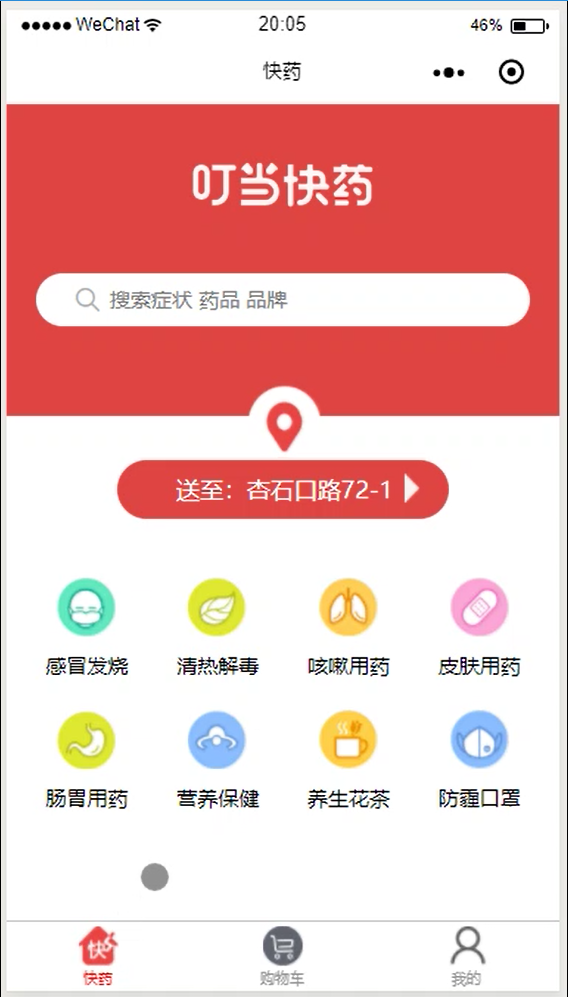 ●●●●● WeChat 20:05 46%
快药
叮当快药
搜索症状 药品 品牌
送至：杏石口路72-1
感冒发烧 清热解毒 咳嗽用药 皮肤用药
肠胃用药 营养保健 养生花茶 防霾口罩
快
快药 购物车 我的